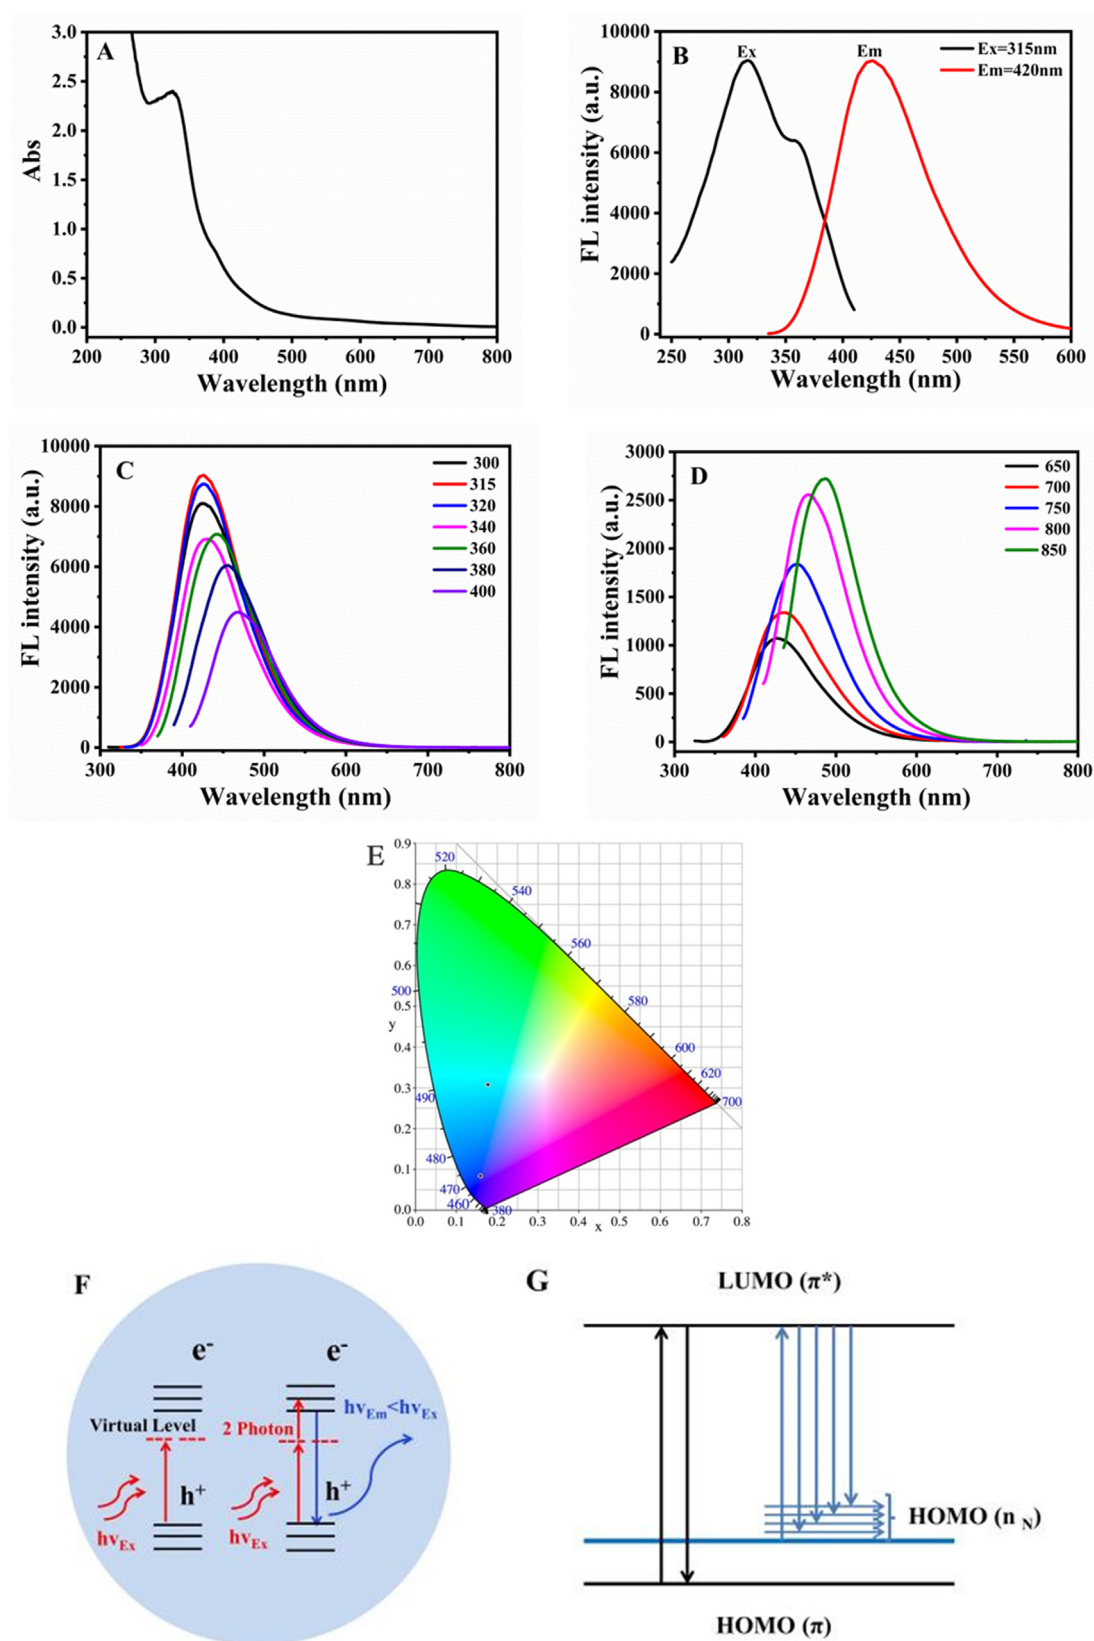 A
Abs
3.0
2.5
2.0
1.5
1.0
0.5
0.0
200 300 400 500 600 700 800
Wavelength (nm)
B
Ex
Em
Ex=315nm
Em=420nm
FL intensity (a.u.)
10000
8000
6000
4000
2000
0
250 300 350 400 450 500 550 600
Wavelength (nm)
C
FL intensity (a.u.)
10000
8000
6000
4000
2000
0
300
315
320
340
360
380
400
300 400 500 600 700 800
Wavelength (nm)
D
FL intensity (a.u.)
3000
2500
2000
1500
1000
500
0
650
700
750
800
850
300 400 500 600 700 800
Wavelength (nm)
E
0.9
0.8
0.7
0.6
0.5
y
0.4
0.3
0.2
0.1
0.0
520
540
560
580
600
620
700
500
490
480
470
460
380
0.0 0.1 0.2 0.3 0.4 0.5 0.6 0.7 0.8
x
F
e-
e-
Virtual Level
2 Photon
hνEm<hνEx
h+
h+
hνEx
hνEx
G
LUMO (π*)
HOMO (n N)
HOMO (π)